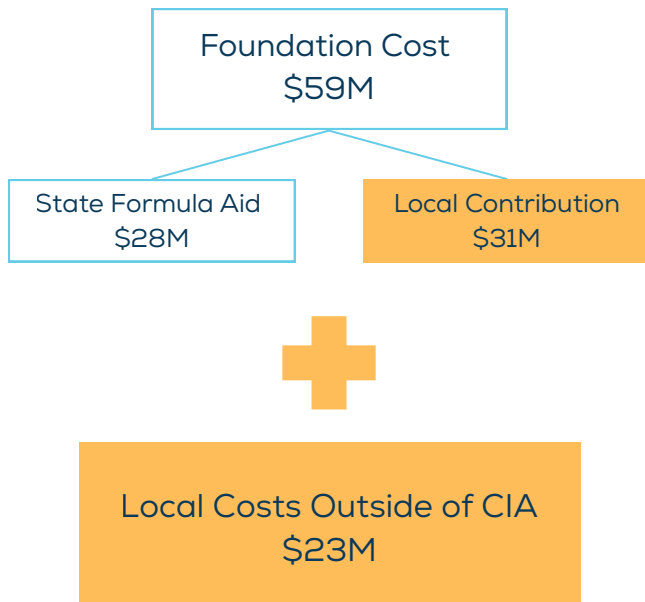 Foundation Cost
$59M
State Formula Aid
$28M
Local Contribution
$31M
Local Costs Outside of CIA
$23M